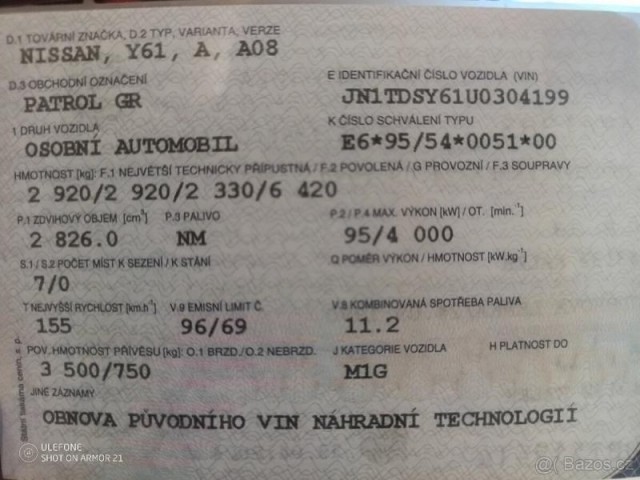 D.1 TOVÁRNÍ ZNAČKA, D.2 TYP, VARIANTA, VERZE
NISSAN, Y61, A, A08
D.3 OBCHODNÍ OZNAČENÍ
E IDENTIFIKAČNÍ ČÍSLO VOZIDLA (VIN)
PATROL GR
JN1TDSY61U0304199
1 DRUH VOZIDLA
K ČÍSLO SCHVÁLENÍ TYPU
OSOBNÍ AUTOMOBIL
E6*95/54*0051*00
HMOTNOST [kg]: F.1 NEJVĚTŠÍ TECHNICKY PŘÍPUSTNÁ / F.2 POVOLENÁ / G PROVOZNÍ / F.3 SOUPRAVY
2 920/2 920/2 330/6 420
P.1 ZDVIHOVÝ OBJEM [cm³] P.3 PALIVO
P.2 / P.4 MAX. VÝKON [kW] / OT. [min.⁻¹]
2 826.0 NM
95/4 000
S.1 / S.2 POČET MÍST K SEZENÍ / K STÁNÍ
Q POMĚR VÝKON / HMOTNOST [kW.kg⁻¹]
7/0
T NEJVYŠŠÍ RYCHLOST [km.h⁻¹] V.9 EMISNÍ LIMIT Č.
V.8 KOMBINOVANÁ SPOTŘEBA PALIVA
155 96/69
11.2
POV. HMOTNOST PŘÍVĚSU [kg]: O.1 BRZD./O.2 NEBRZD.
J KATEGORIE VOZIDLA H PLATNOST DO
3 500/750
M1G
JINÉ ZÁZNAMY
OBNOVA PŮVODNÍHO VIN NÁHRADNÍ TECHNOLOGIÍ
Státní tiskárna cenin, s. p.
ULEFONE
SHOT ON ARMOR 21
Bazoš.cz